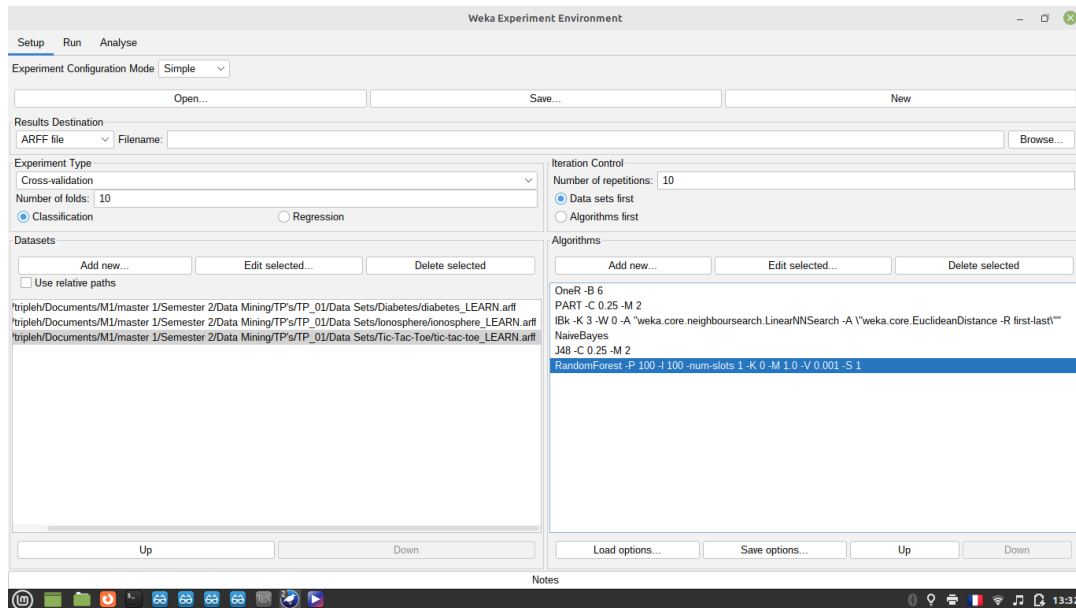 Weka Experiment Environment
Setup Run Analyse
Experiment Configuration Mode Simple
Open... Save... New
Results Destination
ARFF file Filename: Browse...
Experiment Type
Cross-validation
Number of folds: 10
Classification Regression
Iteration Control
Number of repetitions: 10
Data sets first
Algorithms first
Datasets
Add new... Edit selected... Delete selected
Use relative paths
/tripleh/Documents/M1/master 1/Semester 2/Data Mining/TP's/TP_01/Data Sets/Diabetes/diabetes_LEARN.arff
/tripleh/Documents/M1/master 1/Semester 2/Data Mining/TP's/TP_01/Data Sets/Ionosphere/ionosphere_LEARN.arff
/tripleh/Documents/M1/master 1/Semester 2/Data Mining/TP's/TP_01/Data Sets/Tic-Tac-Toe/tic-tac-toe_LEARN.arff
Up Down
Algorithms
Add new... Edit selected... Delete selected
OneR -B 6
PART -C 0.25 -M 2
IBk -K 3 -W 0 -A "weka.core.neighboursearch.LinearNNSearch -A \"weka.core.EuclideanDistance -R first-last\""
NaiveBayes
J48 -C 0.25 -M 2
RandomForest -P 100 -I 100 -num-slots 1 -K 0 -M 1.0 -V 0.001 -S 1
Load options... Save options... Up Down
Notes
2
13:32